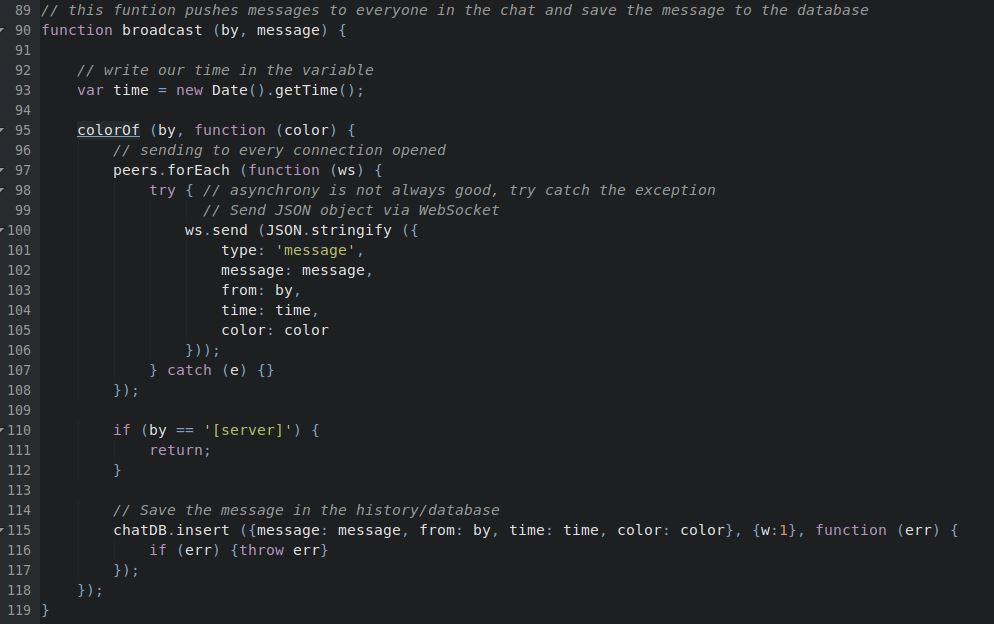 89 // this funtion pushes messages to everyone in the chat and save the message to the database
90 function broadcast (by, message) {
91
92     // write our time in the variable
93     var time = new Date().getTime();
94
95     colorOf (by, function (color) {
96         // sending to every connection opened
97         peers.forEach (function (ws) {
98             try { // asynchrony is not always good, try catch the exception
99                   // Send JSON object via WebSocket
100                 ws.send (JSON.stringify ({
101                     type: 'message',
102                     message: message,
103                     from: by,
104                     time: time,
105                     color: color
106                 }));
107             } catch (e) {}
108         });
109
110         if (by == '[server]') {
111             return;
112         }
113
114         // Save the message in the history/database
115         chatDB.insert ({message: message, from: by, time: time, color: color}, {w:1}, function (err) {
116             if (err) {throw err}
117         });
118     });
119 }